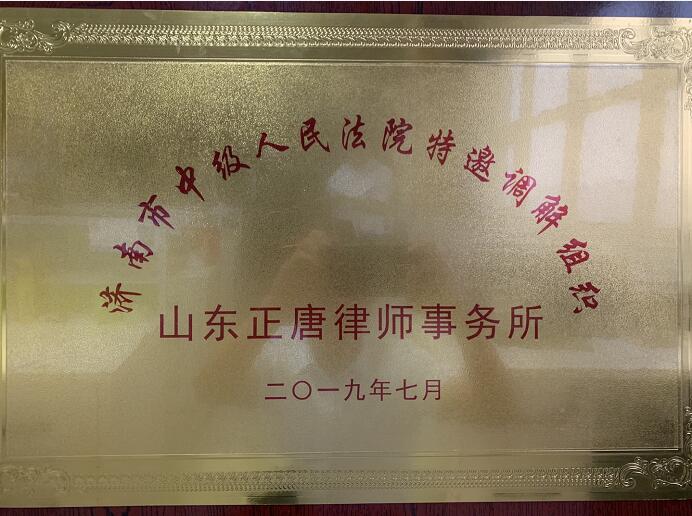 济南市中级人民法院特邀调解组织
山东正唐律师事务所
二〇一九年七月